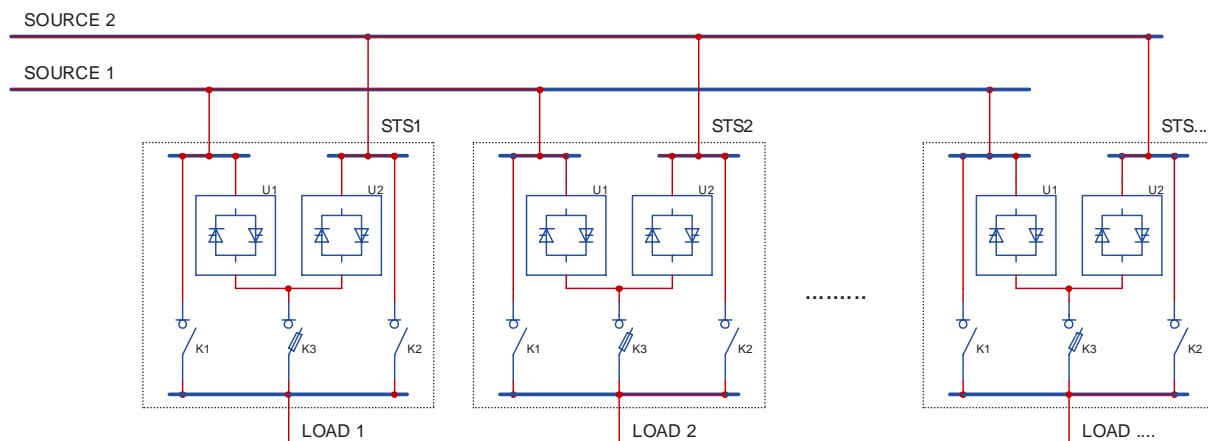 SOURCE 2
SOURCE 1
STS1
STS2
STS....
U1
U2
U1
U2
U1
U2
.........
K1
K3
K2
K1
K3
K2
K1
K3
K2
LOAD 1
LOAD 2
LOAD ....